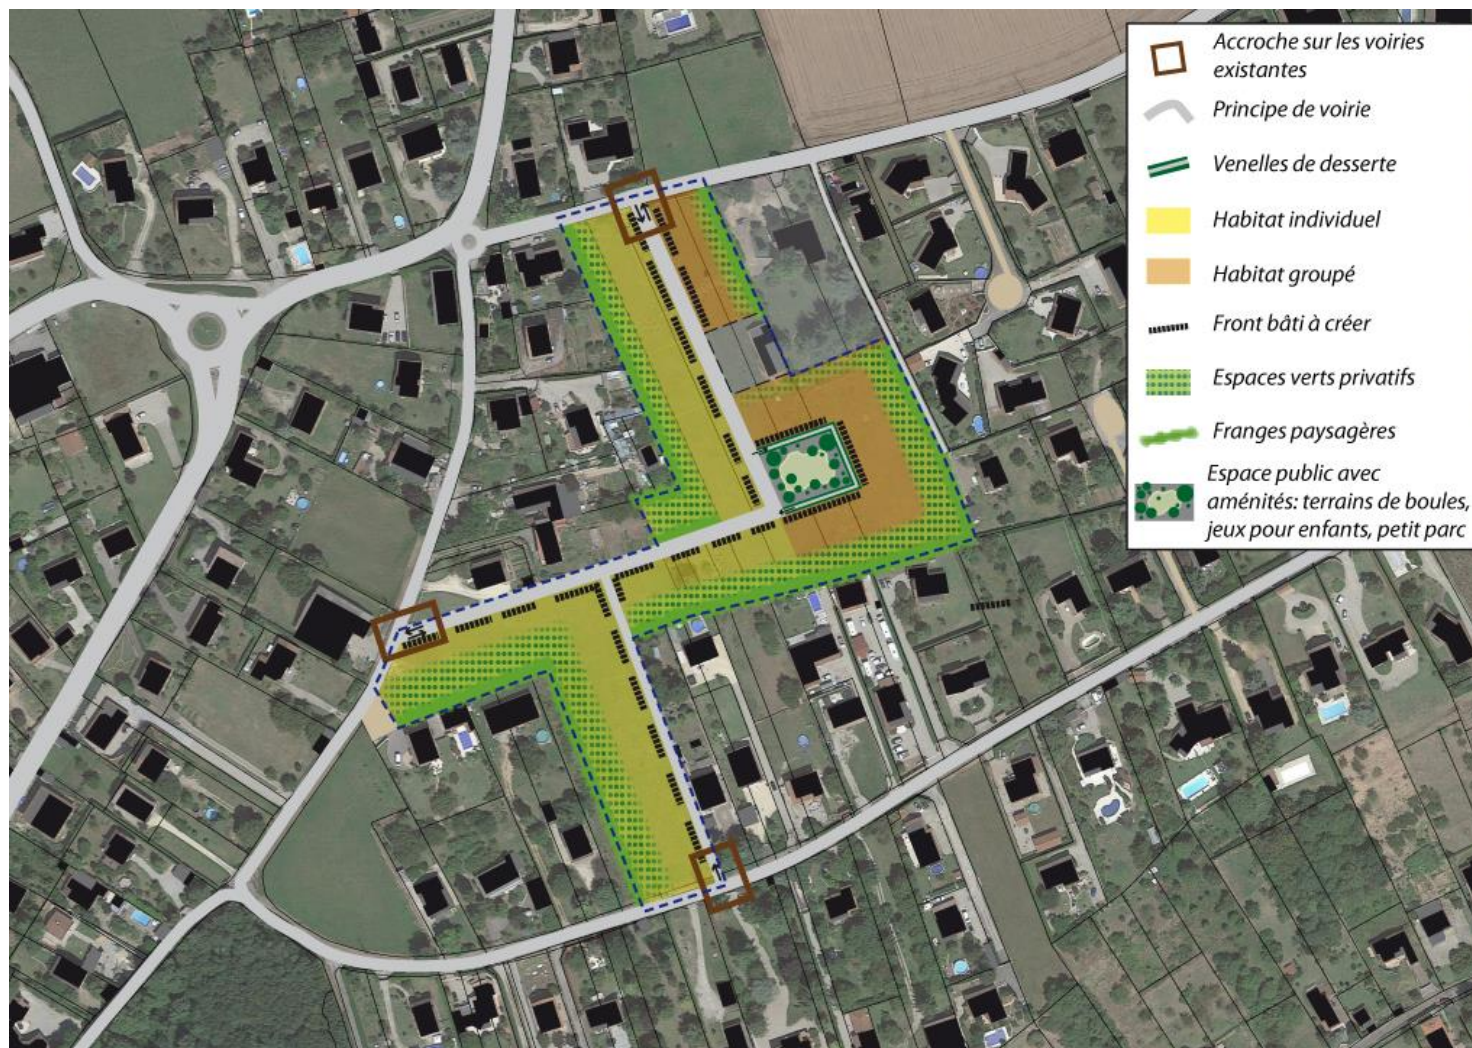 Accroche sur les voiries
existantes
Principe de voirie
Venelles de desserte
Habitat individuel
Habitat groupé
Front bâti à créer
Espaces verts privatifs
Franges paysagères
Espace public avec
aménités: terrains de boules,
jeux pour enfants, petit parc